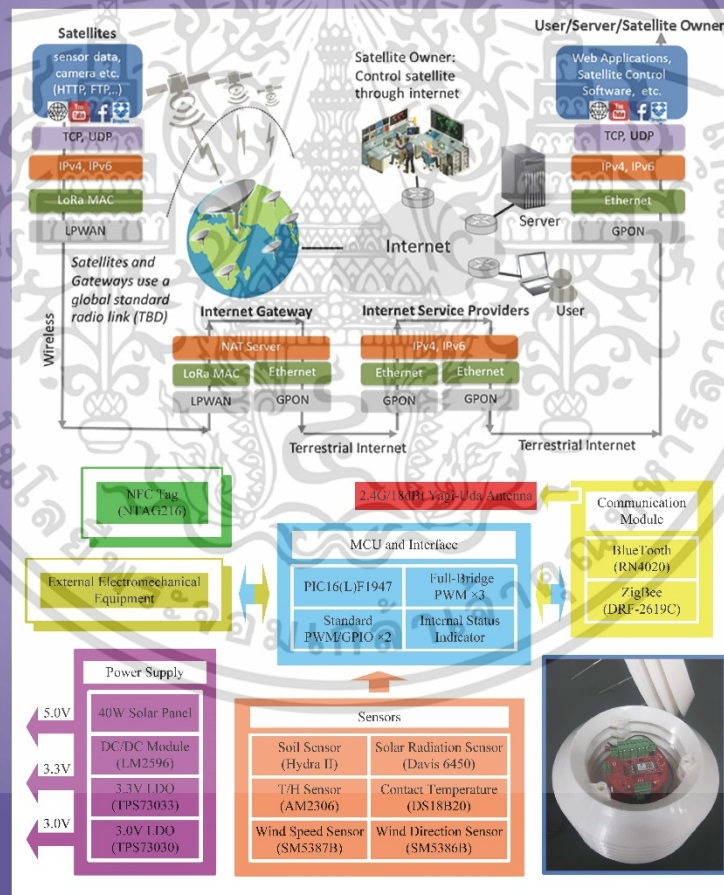 User/Server/Satellite Owner
Satellites
sensor data,
camera etc.
(HTTP, FTP,..)
TCP, UDP
IPv4, IPv6
LoRa MAC
LPWAN
Satellite Owner:
Control satellite
through internet
Web Applications,
Satellite Control
Software, etc.
TCP, UDP
IPv4, IPv6
Ethernet
GPON
Server
Internet
User
Satellites and
Gateways use a
global standard
radio link (TBD)
Wireless
Internet Gateway
NAT Server
LoRa MAC
Ethernet
LPWAN
GPON
Internet Service Providers
IPv4, IPv6
Ethernet
Ethernet
GPON
GPON
Terrestrial Internet
Terrestrial Internet
NFC Tag
(NTAG216)
2.4G/18dBi Yagi-Uda Antenna
Communication
Module
BlueTooth
(RN4020)
ZigBee
(DRF-2619C)
MCU and Interface
PIC16(L)F1947
Full-Bridge
PWM ×3
Standard
PWM/GPIO ×2
Internal Status
Indicator
External Electromechanical
Equipment
Power Supply
40W Solar Panel
DC/DC Module
(LM2596)
3.3V LDO
(TPS73033)
3.0V LDO
(TPS73030)
5.0V
3.3V
3.0V
Sensors
Soil Sensor
(Hydra II)
Solar Radiation Sensor
(Davis 6450)
T/H Sensor
(AM2306)
Contact Temperature
(DS18B20)
Wind Speed Sensor
(SM5387B)
Wind Direction Sensor
(SM5386B)